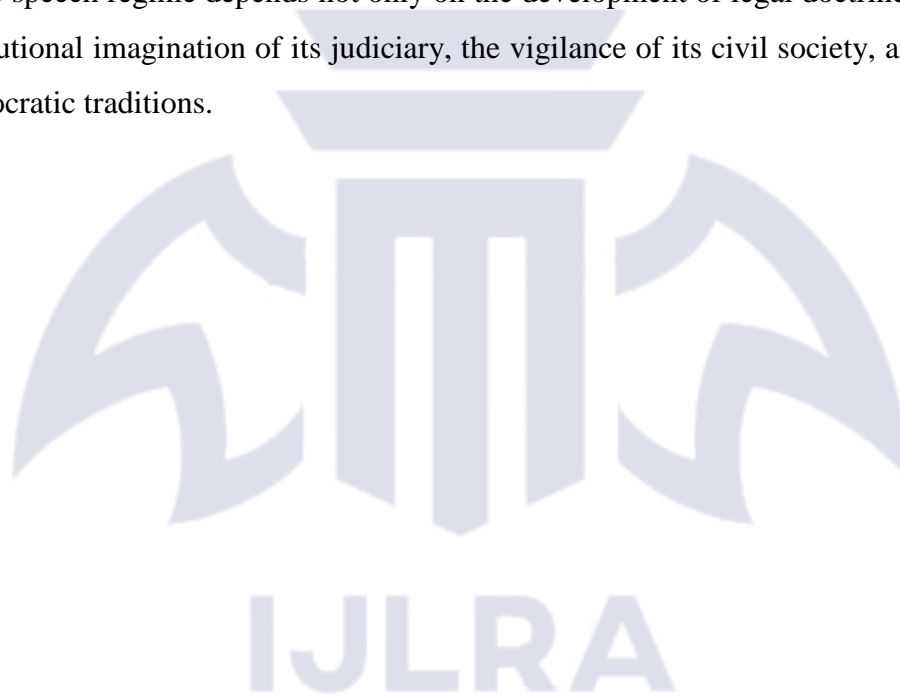 speech regime depends not only on the development of legal doctrine
utional imagination of its judiciary, the vigilance of its civil society, a
ocratic traditions.
IJLRA